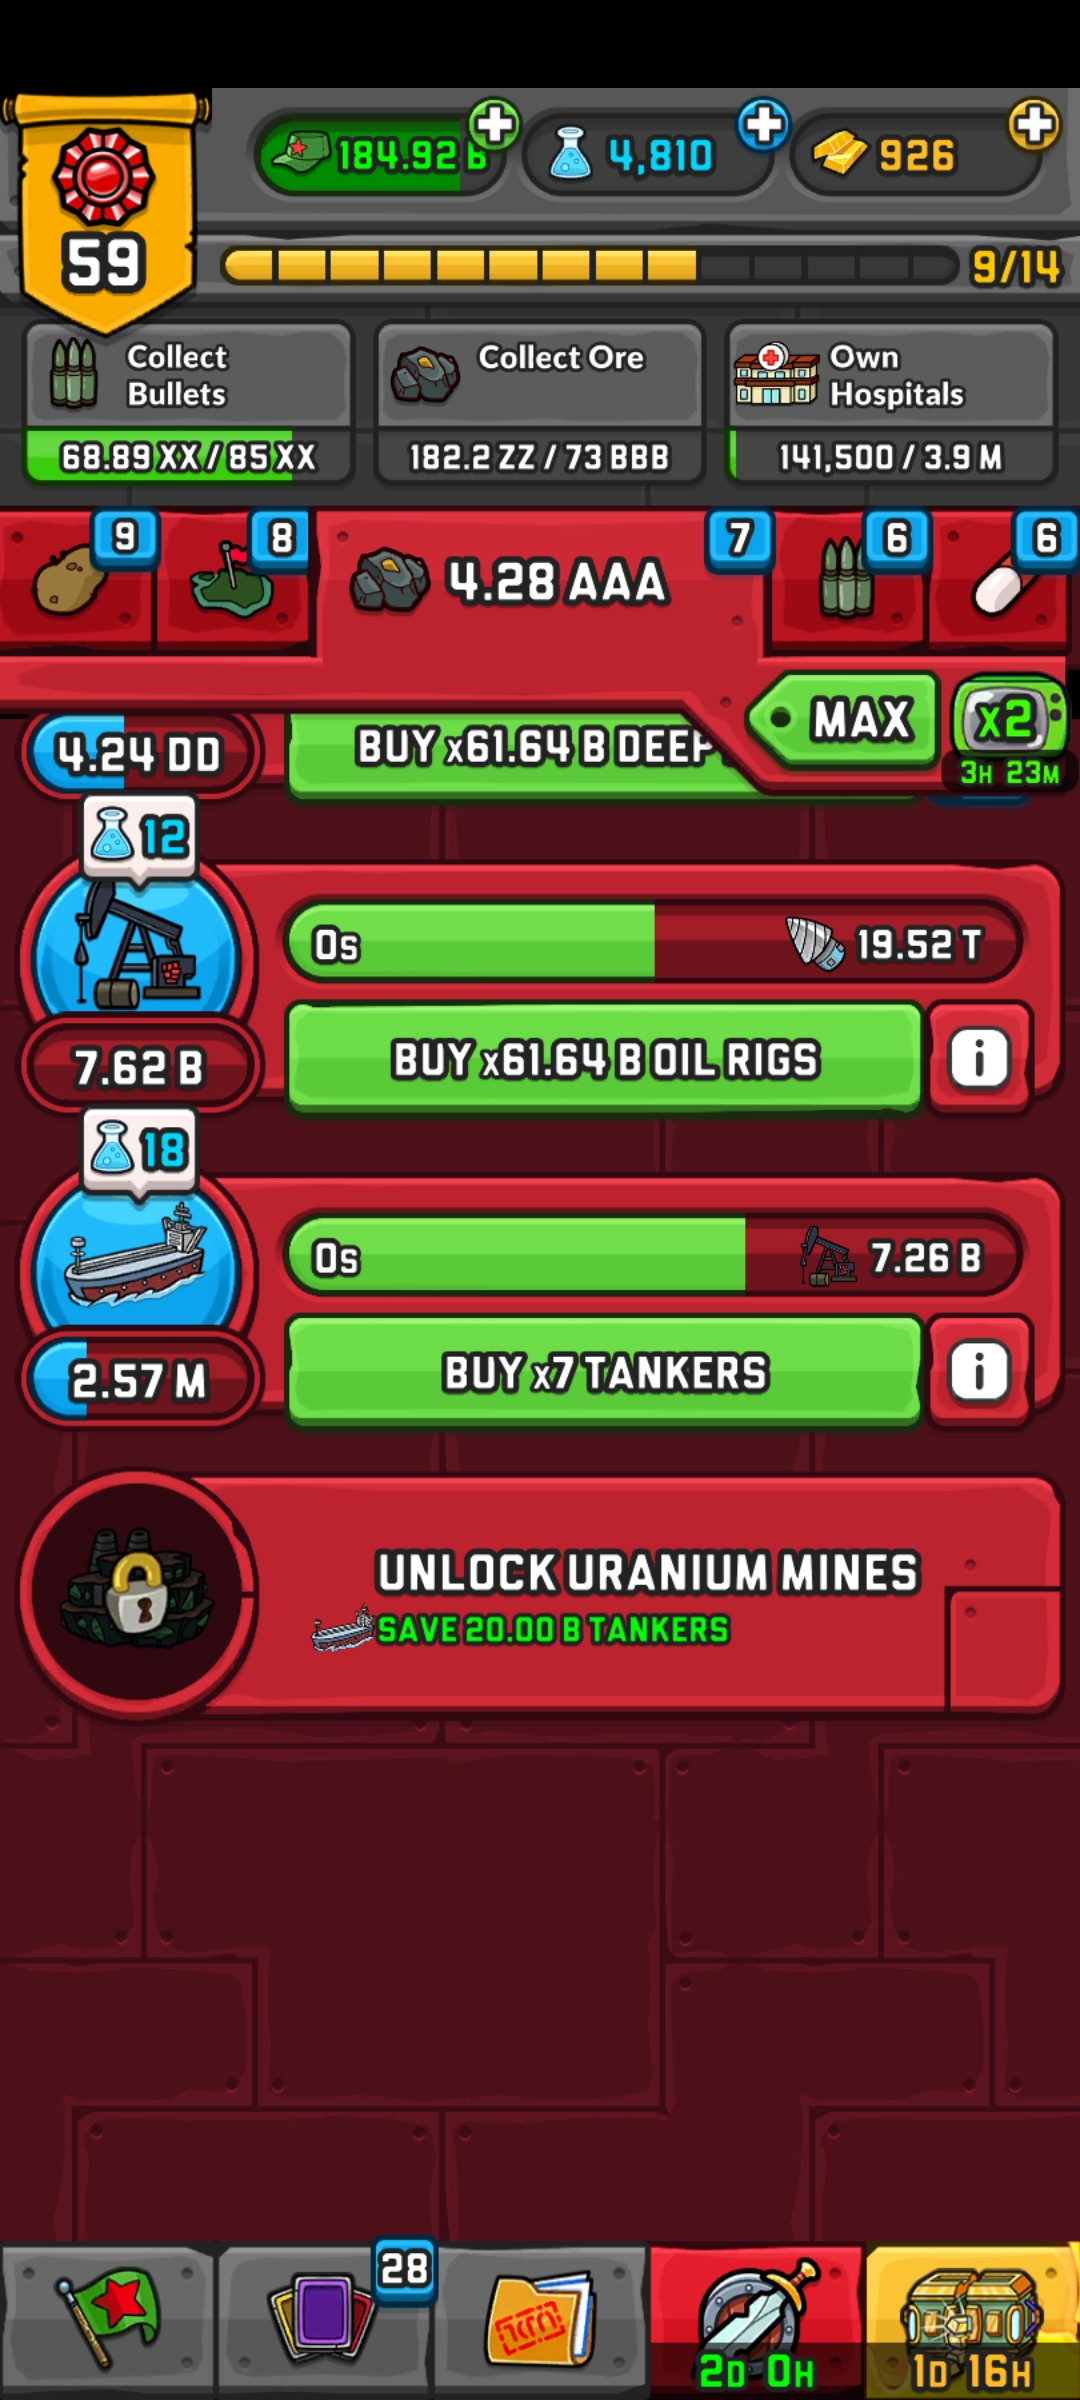 184.92 B
4,810
926
59
9/14
Collect
Bullets
68.89 XX / 85 XX
Collect Ore
182.2 ZZ / 73 BBB
Own
Hospitals
141,500 / 3.9 M
9
8
4.28 AAA
7
6
6
MAX
x2
3H 23M
4.24 DD
BUY x61.64 B DEEP
12
0s
19.52 T
7.62 B
BUY x61.64 B OIL RIGS
i
18
0s
7.26 B
2.57 M
BUY x7 TANKERS
i
UNLOCK URANIUM MINES
SAVE 20.00 B TANKERS
28
2D 0H
1D 16H